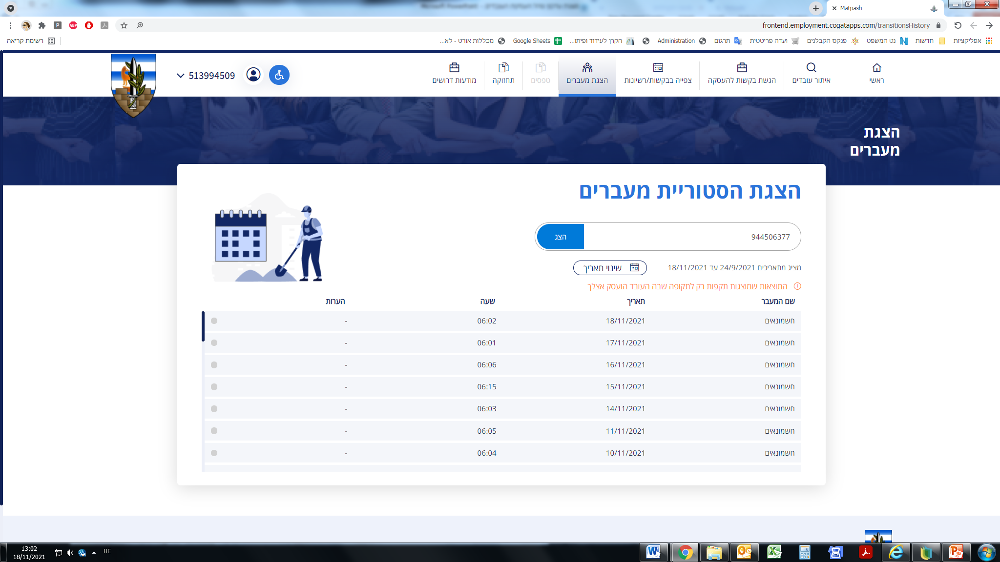 Matpash
frontend.employment.cogatapps.com/transitionsHistory
אפליקציות
חדשות
נט המשפט
פנקס הקבלנים
ועדה פריטטית
תרגום
Administration
הקרן לעידוד ופיתו...
Google Sheets
מכללות אורט - לא...
רשימת קריאה
ראשי
איתור עובדים
הגשת בקשות להעסקה
צפייה בבקשות/רשיונות
הצגת מעברים
טפסים
תחזוקה
מודעות דרושים
513994509
הצגת
מעברים
הצגת הסטוריית מעברים
944506377
הצג
מציג מתאריכים 24/9/2021 עד 18/11/2021
שינוי תאריך
התוצאות שמוצגות תקפות רק לתקופה שבה העובד הועסק אצלך
שם המעבר תאריך שעה הערות
חשמונאים 18/11/2021 06:02 -
חשמונאים 17/11/2021 06:01 -
חשמונאים 16/11/2021 06:06 -
חשמונאים 15/11/2021 06:15 -
חשמונאים 14/11/2021 06:03 -
חשמונאים 11/11/2021 06:05 -
חשמונאים 10/11/2021 06:04 -
HE
13:02
18/11/2021